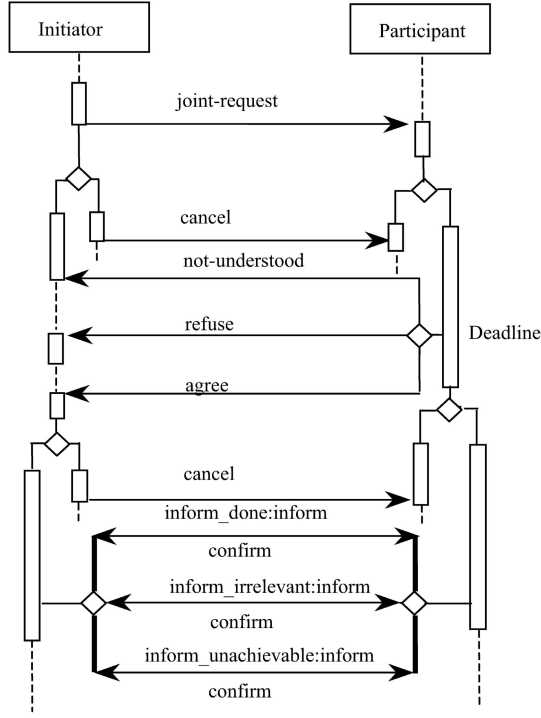 Initiator
Participant
joint-request
cancel
not-understood
refuse
Deadline
agree
cancel
inform_done:inform
confirm
inform_irrelevant:inform
confirm
inform_unachievable:inform
confirm